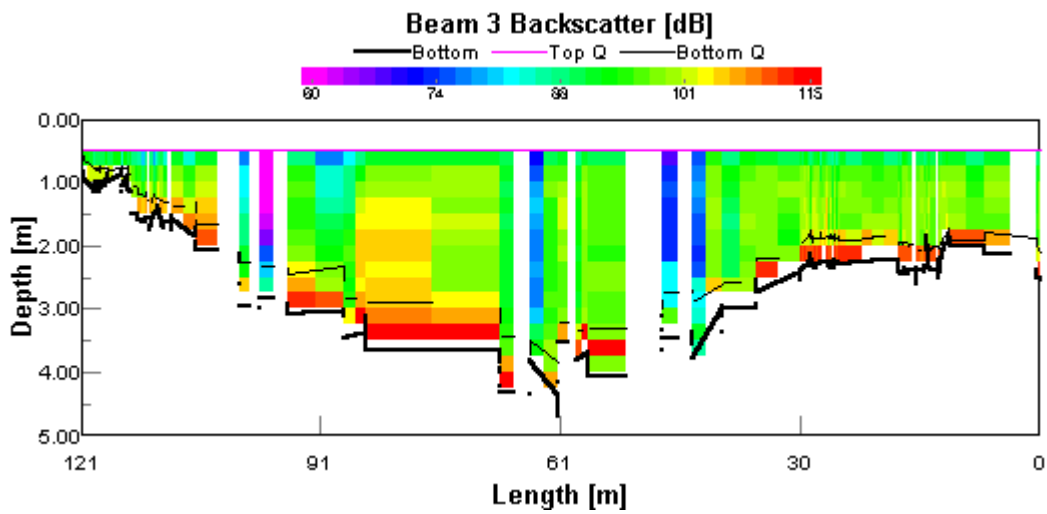 Beam 3 Backscatter [dB]
Bottom Top Q Bottom Q
60 74 88 101 115
0.00
1.00
2.00
3.00
4.00
5.00
Depth [m]
121 91 61 30 0
Length [m]